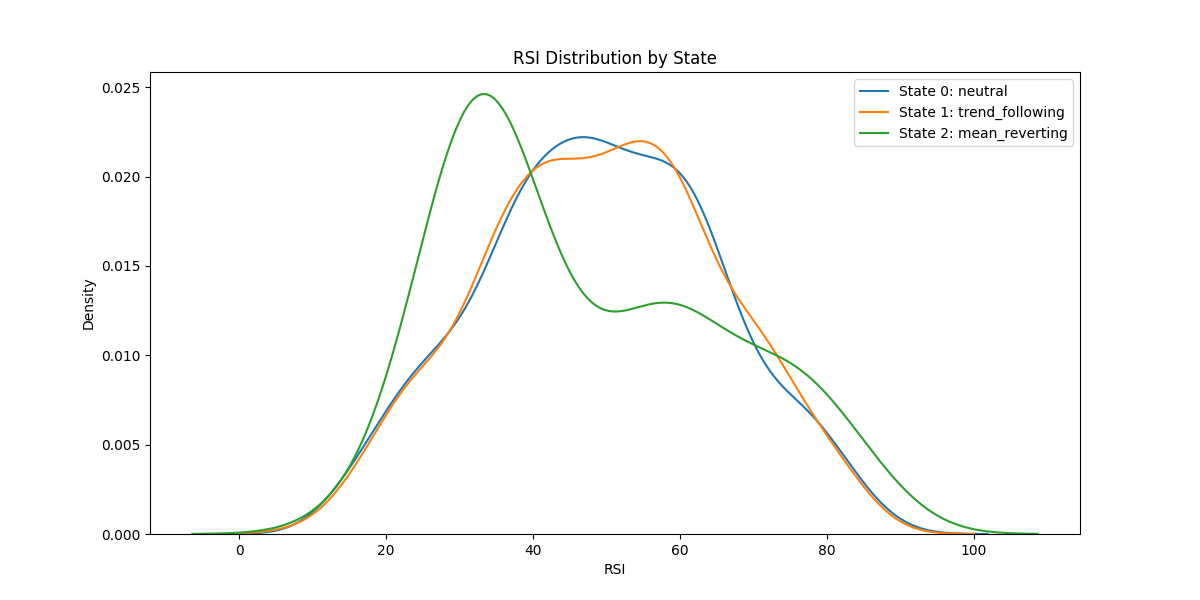 RSI Distribution by State
State 0: neutral
State 1: trend_following
State 2: mean_reverting
Density
0.025
0.020
0.015
0.010
0.005
0.000
0 20 40 60 80 100
RSI